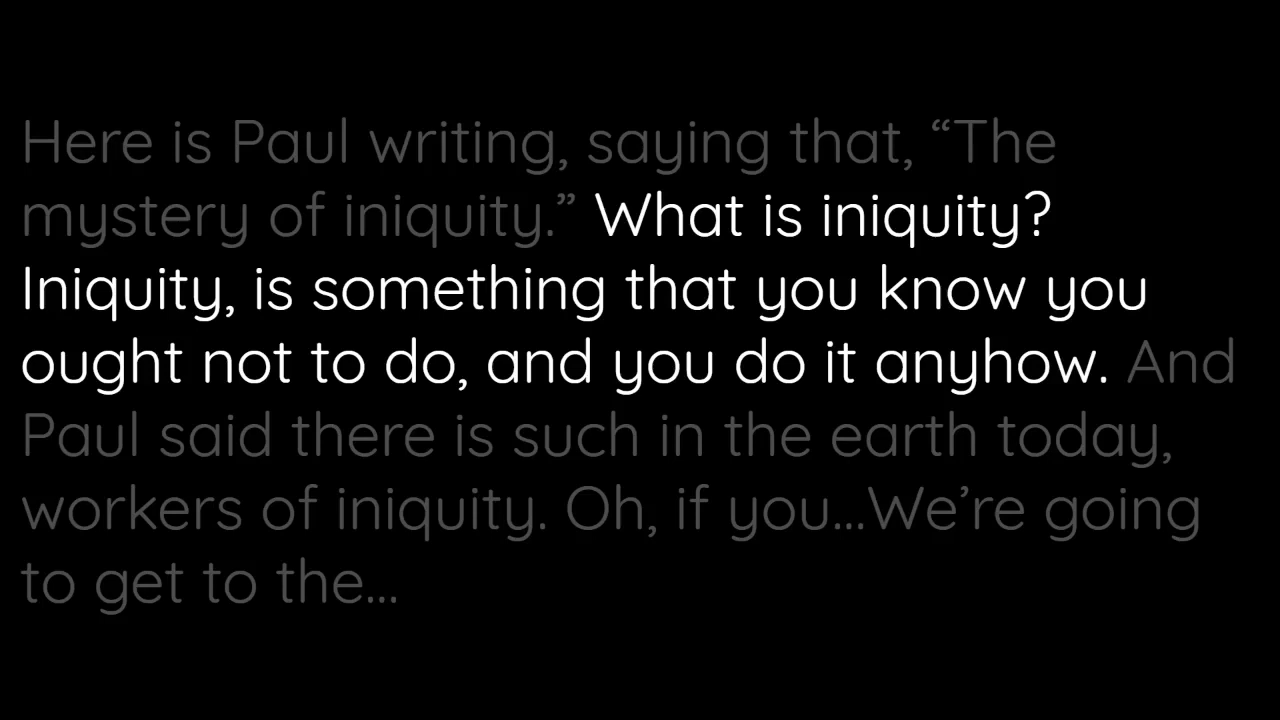 Here is Paul writing, saying that, “The
mystery of iniquity.” What is iniquity?
Iniquity, is something that you know you
ought not to do, and you do it anyhow. And
Paul said there is such in the earth today,
workers of iniquity. Oh, if you...We’re going
to get to the...